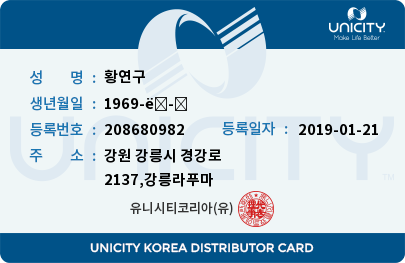 UNICITY
Make Life Better
성 명 : 황연구
생년월일 : 1969-ë-
등록번호 : 208680982 등록일자 : 2019-01-21
주 소 : 강원 강릉시 경강로
2137,강릉라푸마
유니시티코리아(유)
UNICITY
UNICITY KOREA DISTRIBUTOR CARD